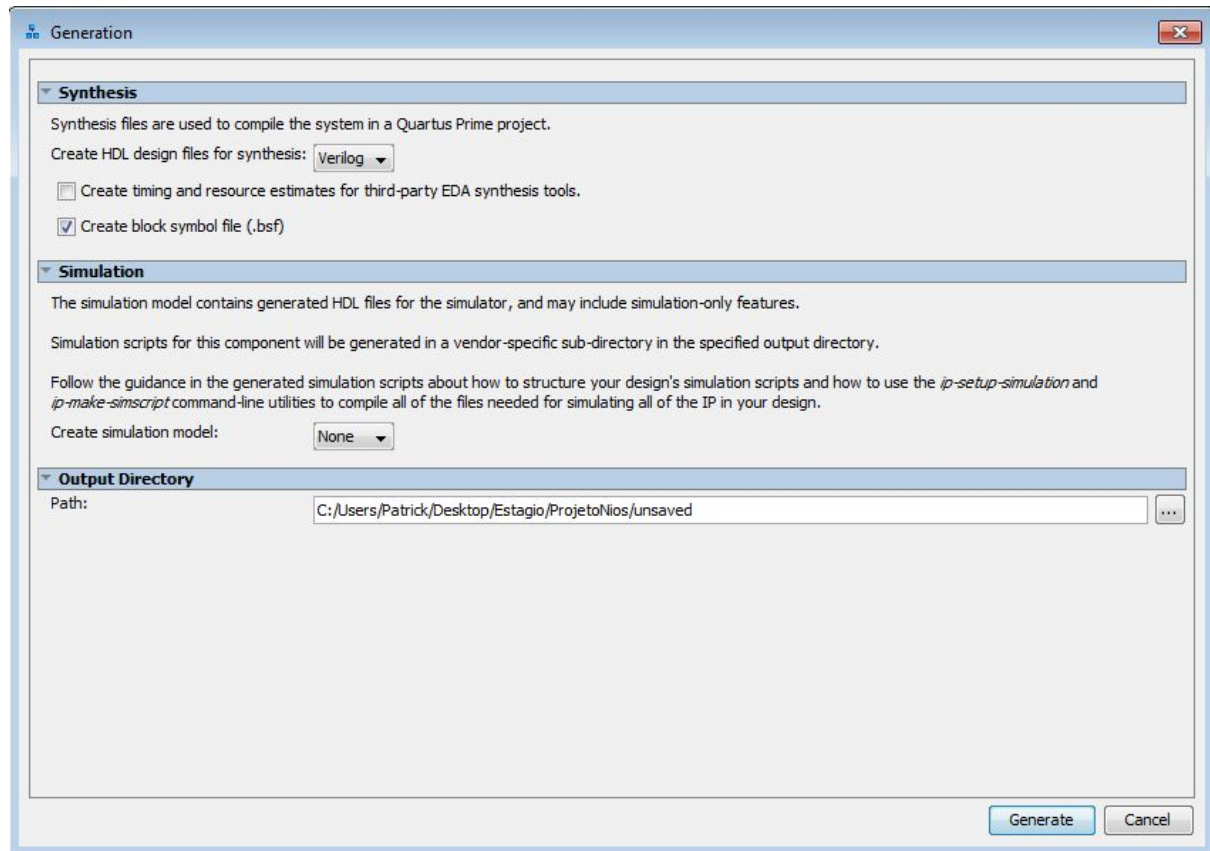 Generation
Synthesis
Synthesis files are used to compile the system in a Quartus Prime project.
Create HDL design files for synthesis: Verilog
Create timing and resource estimates for third-party EDA synthesis tools.
Create block symbol file (.bsf)
Simulation
The simulation model contains generated HDL files for the simulator, and may include simulation-only features.
Simulation scripts for this component will be generated in a vendor-specific sub-directory in the specified output directory.
Follow the guidance in the generated simulation scripts about how to structure your design's simulation scripts and how to use the ip-setup-simulation and
ip-make-simscript command-line utilities to compile all of the files needed for simulating all of the IP in your design.
Create simulation model: None
Output Directory
Path: C:/Users/Patrick/Desktop/Estagio/ProjetoNios/unsaved ...
Generate Cancel